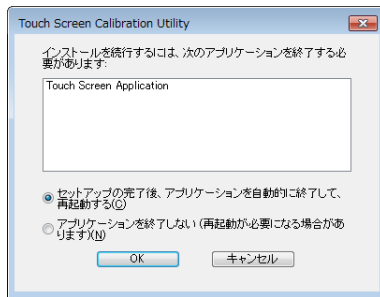 Touch Screen Calibration Utility
インストールを続行するには、次のアプリケーションを終了する必
要があります:
Touch Screen Application
セットアップの完了後、アプリケーションを自動的に終了して、
再起動する(C)
アプリケーションを終了しない (再起動が必要になる場合があ
ります)(N)
OK
キャンセル